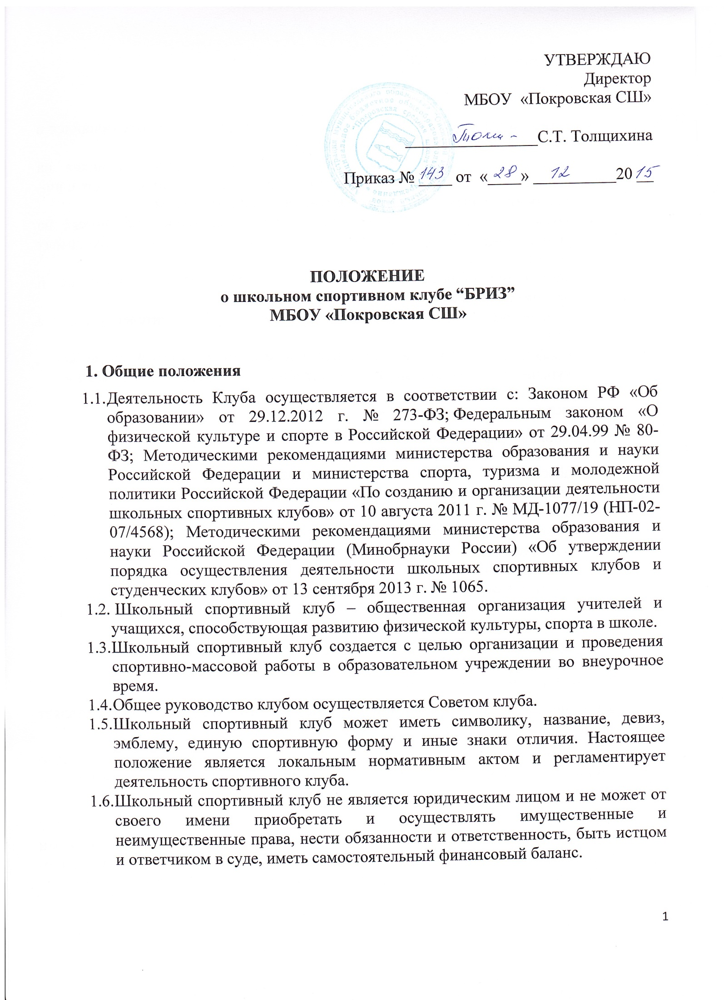 УТВЕРЖДАЮ
Директор
МБОУ «Покровская СШ»
С.Т. Толщихина
Приказ № 143 от «28» 12 2015
ПОЛОЖЕНИЕ
о школьном спортивном клубе “БРИЗ”
МБОУ «Покровская СШ»
1. Общие положения
1.1.Деятельность Клуба осуществляется в соответствии с: Законом РФ «Об
образовании» от 29.12.2012 г. № 273-ФЗ; Федеральным законом «О
физической культуре и спорте в Российской Федерации» от 29.04.99 № 80-
ФЗ; Методическими рекомендациями министерства образования и науки
Российской Федерации и министерства спорта, туризма и молодежной
политики Российской Федерации «По созданию и организации деятельности
школьных спортивных клубов» от 10 августа 2011 г. № МД-1077/19 (НП-02-
07/4568); Методическими рекомендациями министерства образования и
науки Российской Федерации (Минобрнауки России) «Об утверждении
порядка осуществления деятельности школьных спортивных клубов и
студенческих клубов» от 13 сентября 2013 г. № 1065.
1.2. Школьный спортивный клуб – общественная организация учителей и
учащихся, способствующая развитию физической культуры, спорта в школе.
1.3.Школьный спортивный клуб создается с целью организации и проведения
спортивно-массовой работы в образовательном учреждении во внеурочное
время.
1.4.Общее руководство клубом осуществляется Советом клуба.
1.5.Школьный спортивный клуб может иметь символику, название, девиз,
эмблему, единую спортивную форму и иные знаки отличия. Настоящее
положение является локальным нормативным актом и регламентирует
деятельность спортивного клуба.
1.6.Школьный спортивный клуб не является юридическим лицом и не может от
своего имени приобретать и осуществлять имущественные и
неимущественные права, нести обязанности и ответственность, быть истцом
и ответчиком в суде, иметь самостоятельный финансовый баланс.
1